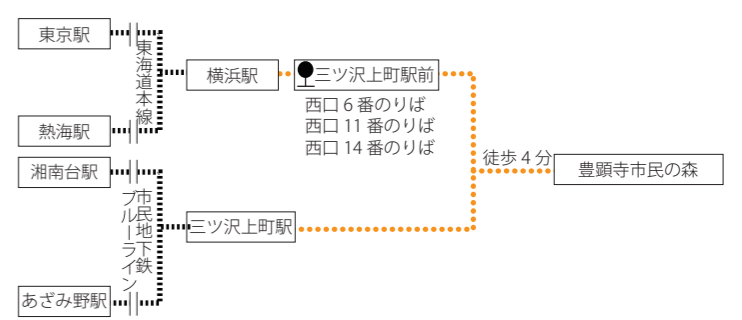 東京駅
東海道本線
熱海駅
横浜駅
三ツ沢上町駅前
西口 6 番のりば
西口 11 番のりば
西口 14 番のりば
湘南台駅
市民地下鉄
ブルーライン
あざみ野駅
三ツ沢上町駅
徒歩 4 分
豊顕寺市民の森